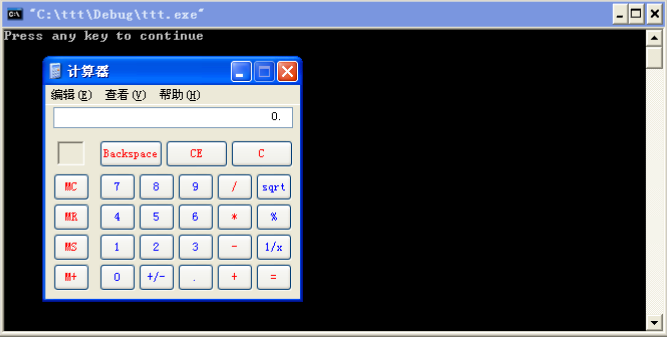 "C:\ttt\Debug\ttt.exe"
Press any key to continue
计算器
编辑(E) 查看(V) 帮助(H)
0.
Backspace CE C
MC 7 8 9 / sqrt
MR 4 5 6 * %
MS 1 2 3 - 1/x
M+ 0 +/- . + =